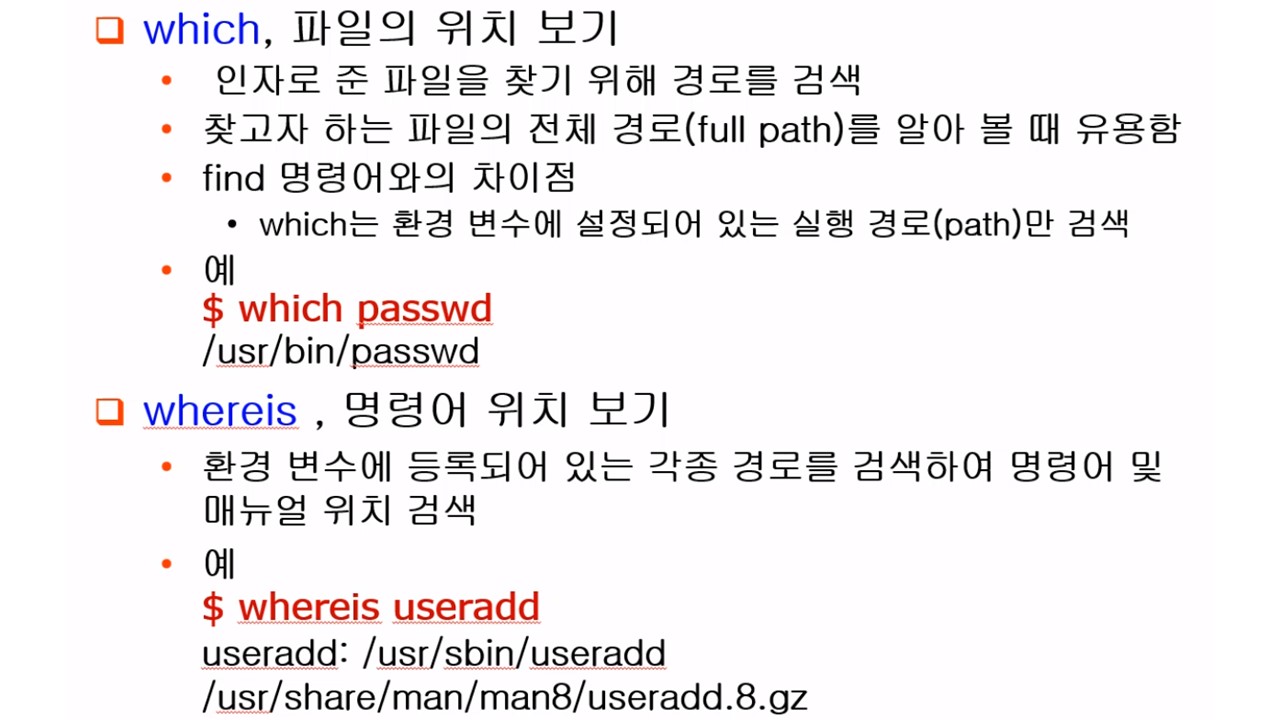 which, 파일의 위치 보기
• 인자로 준 파일을 찾기 위해 경로를 검색
• 찾고자 하는 파일의 전체 경로(full path)를 알아 볼 때 유용함
• find 명령어와의 차이점
• which는 환경 변수에 설정되어 있는 실행 경로(path)만 검색
• 예
$ which passwd
/usr/bin/passwd
whereis , 명령어 위치 보기
• 환경 변수에 등록되어 있는 각종 경로를 검색하여 명령어 및
매뉴얼 위치 검색
• 예
$ whereis useradd
useradd: /usr/sbin/useradd
/usr/share/man/man8/useradd.8.gz